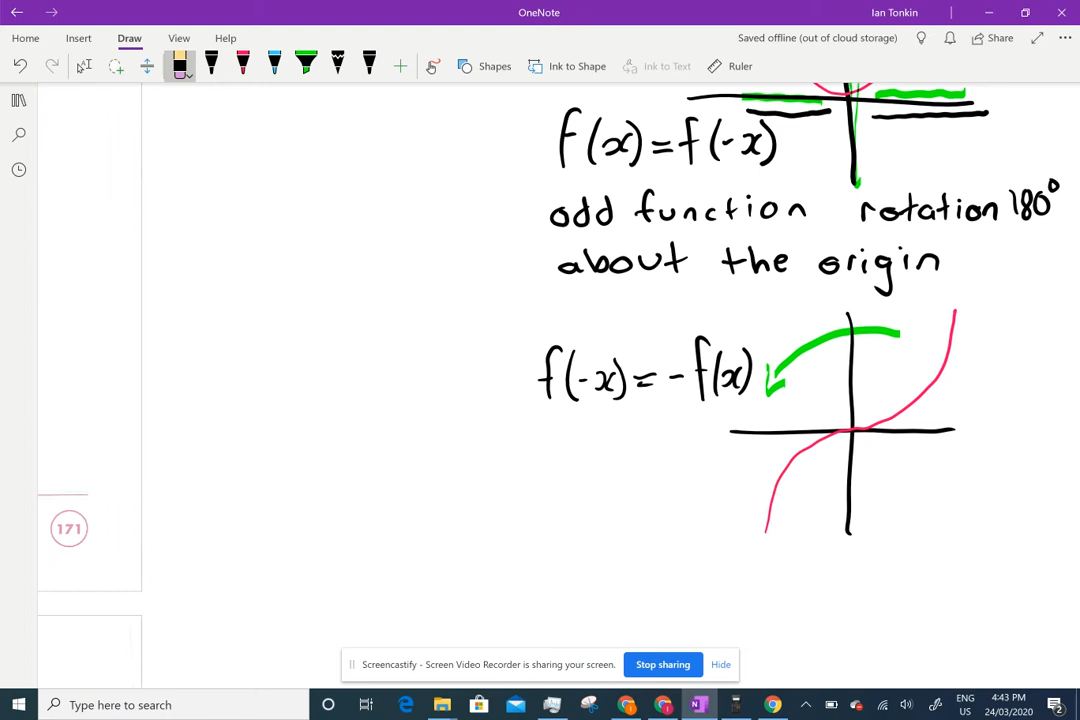 OneNote
Ian Tonkin
Home Insert Draw View Help
Saved offline (out of cloud storage)
Share
Shapes
Ink to Shape
Ink to Text
Ruler
f(x)=f(-x)
odd function rotation 180°
about the origin
f(-x)=-f(x)
171
Screencastify - Screen Video Recorder is sharing your screen.
Stop sharing
Hide
Type here to search
ENG
US
4:43 PM
24/03/2020
2